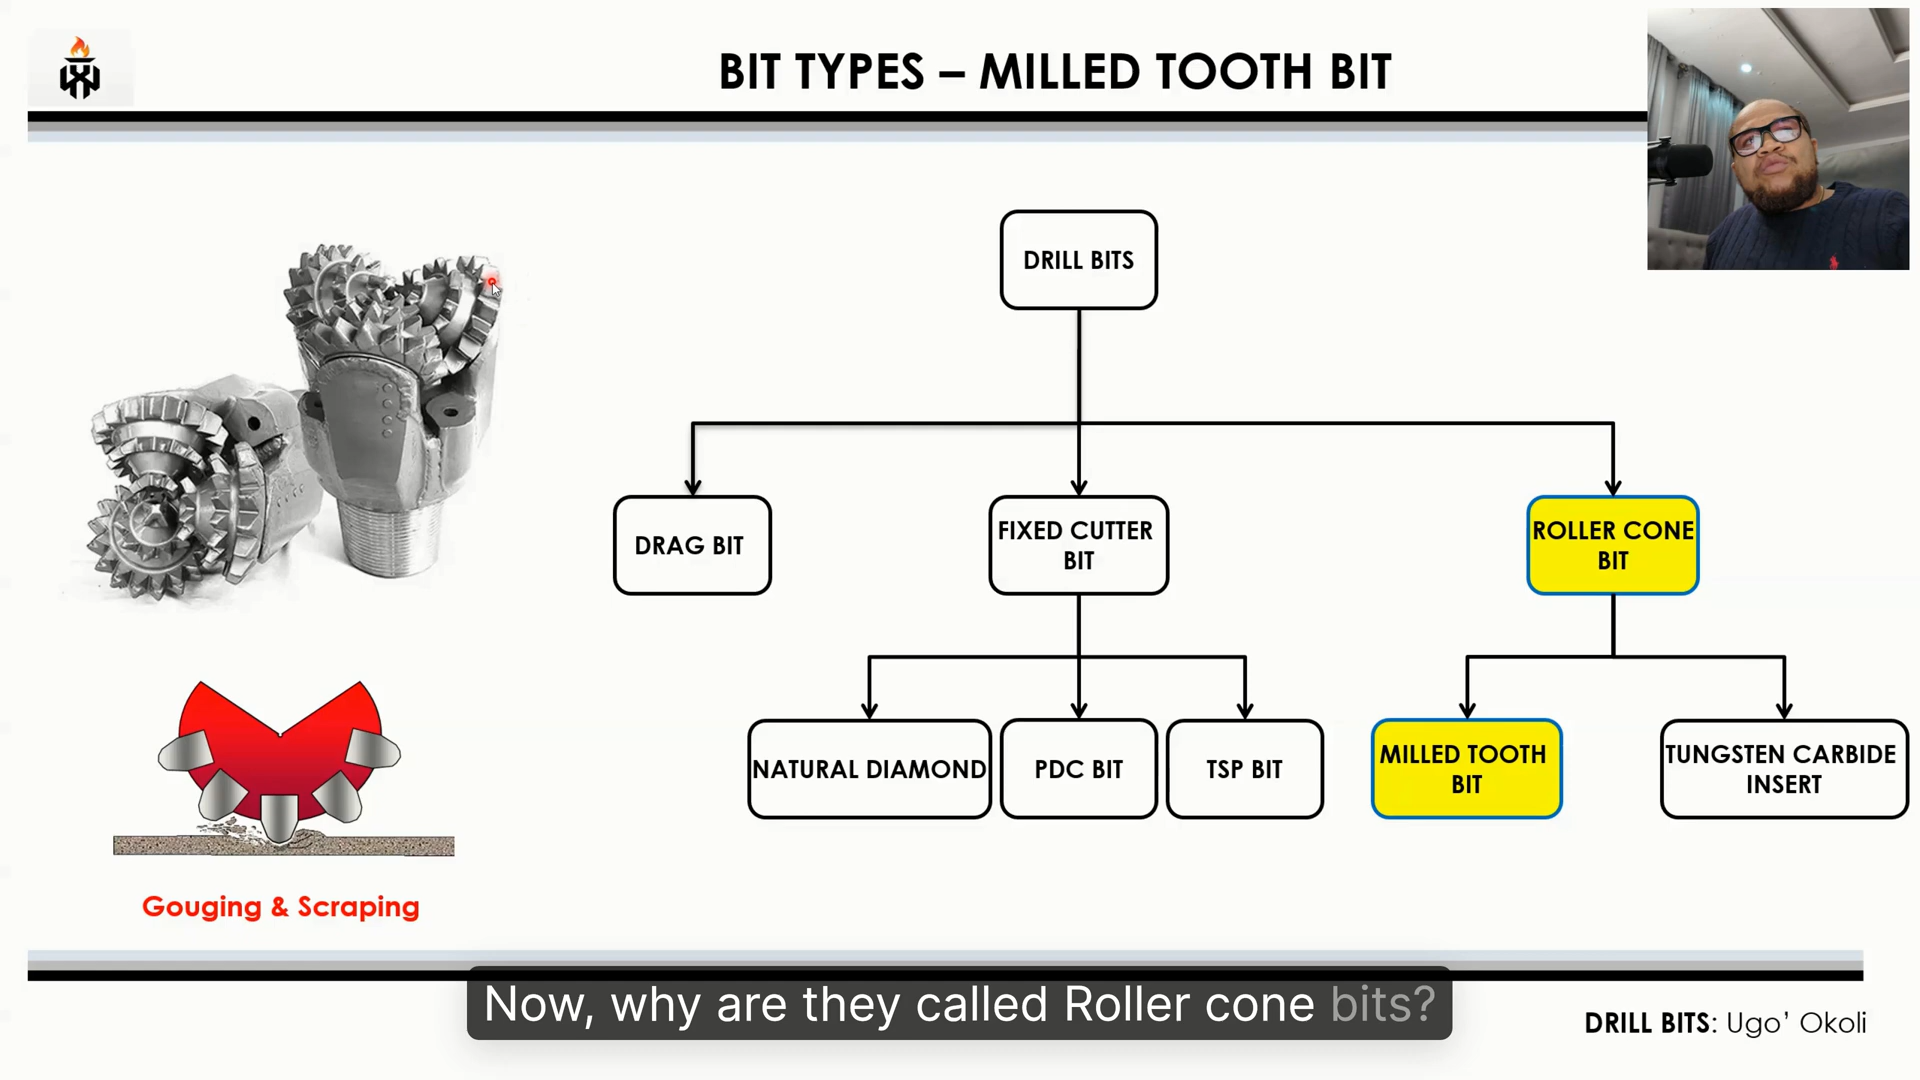 BIT TYPES – MILLED TOOTH BIT
DRILL BITS
DRAG BIT
FIXED CUTTER
BIT
ROLLER CONE
BIT
NATURAL DIAMOND
PDC BIT
TSP BIT
MILLED TOOTH
BIT
TUNGSTEN CARBIDE
INSERT
Gouging & Scraping
Now, why are they called Roller cone bits?
DRILL BITS: Ugo’ Okoli